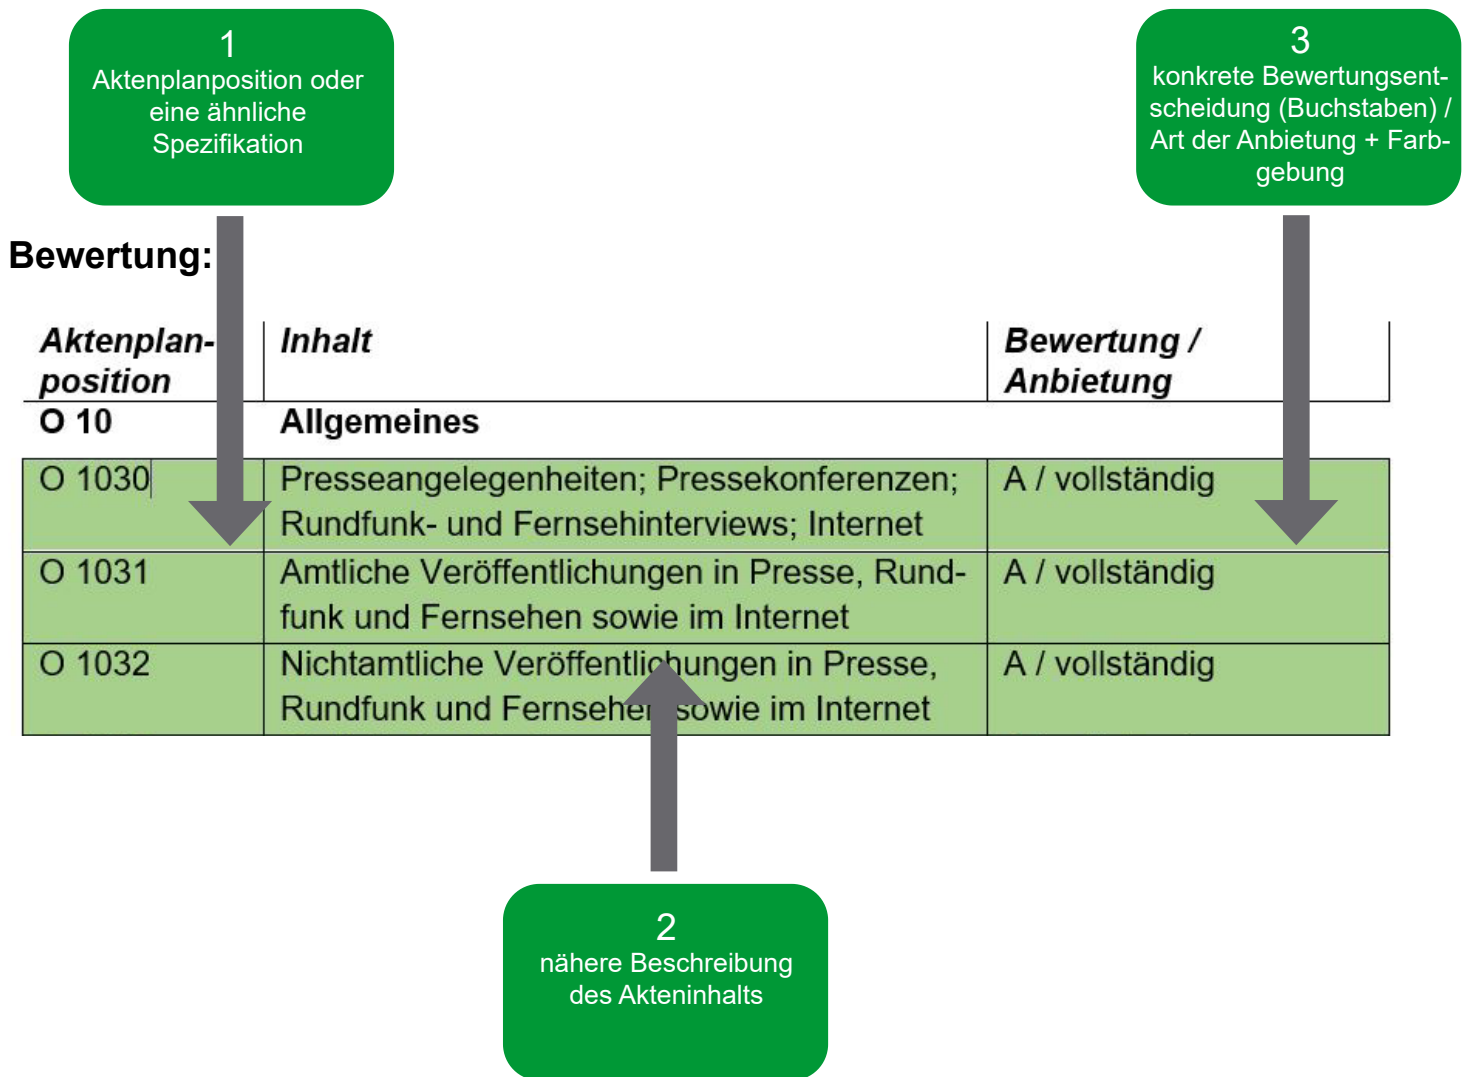 1
Aktenplanposition oder
eine ähnliche
Spezifikation
3
konkrete Bewertungsent-
scheidung (Buchstaben) /
Art der Anbietung + Farb-
gebung
Bewertung:
Aktenplan-
position
Inhalt
Bewertung /
Anbietung
O 10
Allgemeines
O 1030
Presseangelegenheiten; Pressekonferenzen;
Rundfunk- und Fernsehinterviews; Internet
A / vollständig
O 1031
Amtliche Veröffentlichungen in Presse, Rund-
funk und Fernsehen sowie im Internet
A / vollständig
O 1032
Nichtamtliche Veröffentlichungen in Presse,
Rundfunk und Fernsehen sowie im Internet
A / vollständig
2
nähere Beschreibung
des Akteninhalts